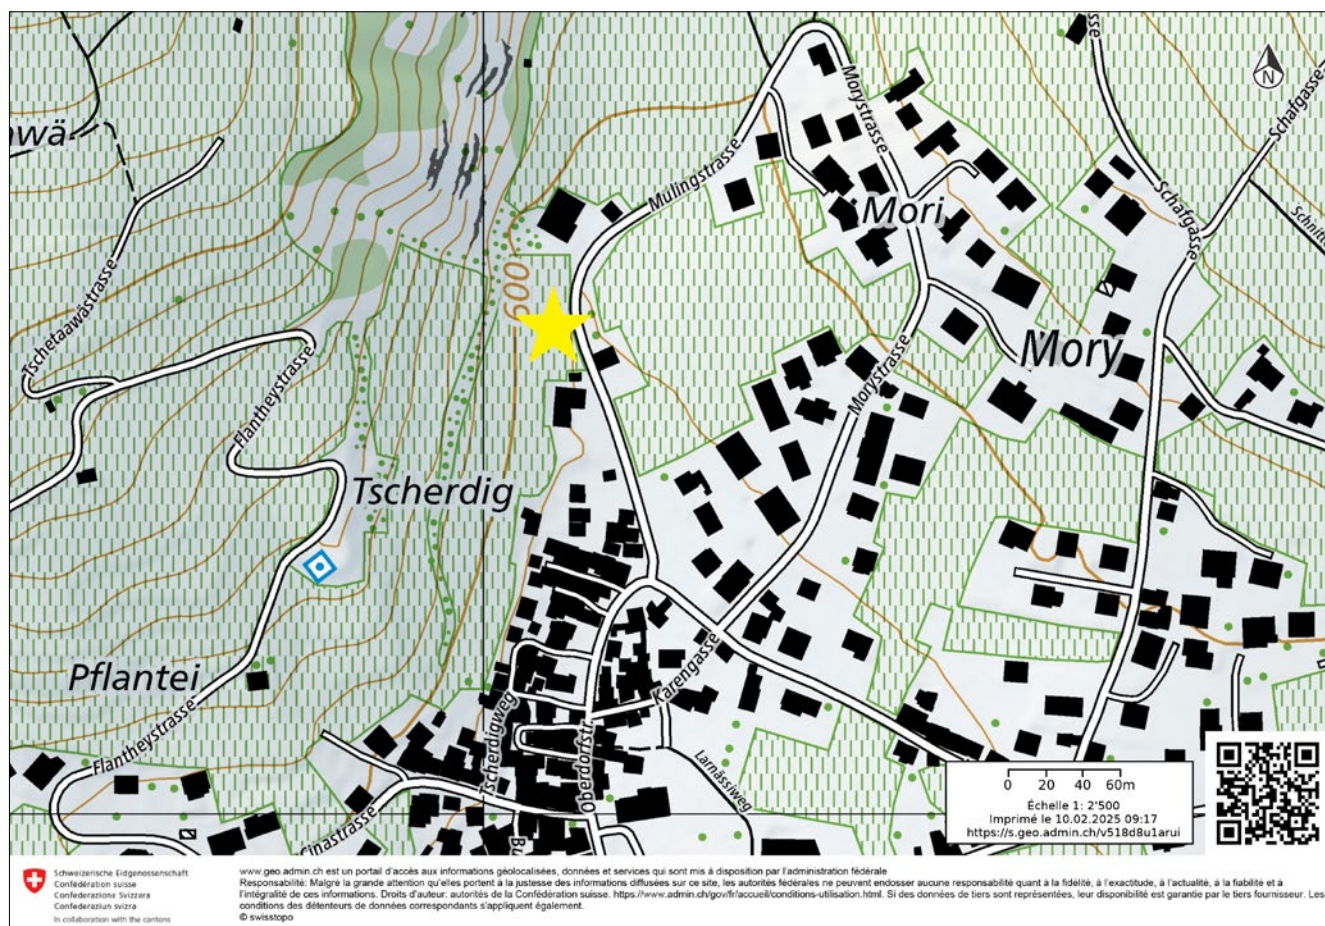 sse
N
Schafgasse
Morystrasse
awä
Mulingstrasse
Mori
Schafgasse
Schnitt
Tschetaawästrasse
600
Flantheystrasse
Mory
Morystrasse
Tscherdig
Pflantei
Karengasse
Tscherdigweg
Oberdorfstr.
Flantheystrasse
Larnässiweg
Cinastrasse
Bu
0 20 40 60m
Échelle 1: 2'500
Imprimé le 10.02.2025 09:17
https://s.geo.admin.ch/v518d8u1arui
Schweizerische Eidgenossenschaft
Confédération suisse
Confederazione Svizzera
Confederaziun svizra
In collaboration with the cantons
www.geo.admin.ch est un portail d'accès aux informations géolocalisées, données et services qui sont mis à disposition par l'administration fédérale
Responsabilité: Malgré la grande attention qu'elles portent à la justesse des informations diffusées sur ce site, les autorités fédérales ne peuvent endosser aucune responsabilité quant à la fidélité, à l'exactitude, à l'actualité, à la fiabilité et à
l'intégralité de ces informations. Droits d'auteur: autorités de la Confédération suisse. https://www.admin.ch/gov/fr/accueil/conditions-utilisation.html. Si des données de tiers sont représentées, leur disponibilité est garantie par le tiers fournisseur. Les
conditions des détenteurs de données correspondants s'appliquent également.
© swisstopo